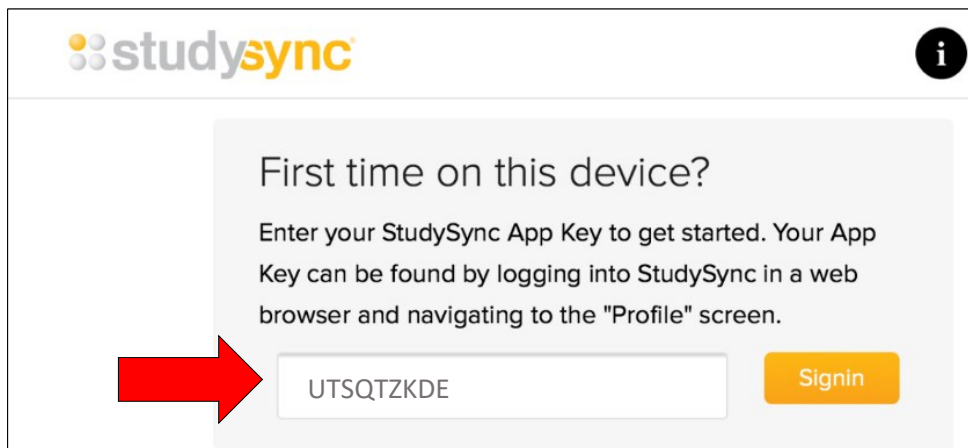 studysync
i
First time on this device?
Enter your StudySync App Key to get started. Your App
Key can be found by logging into StudySync in a web
browser and navigating to the "Profile" screen.
UTSQTZKDE
Signin